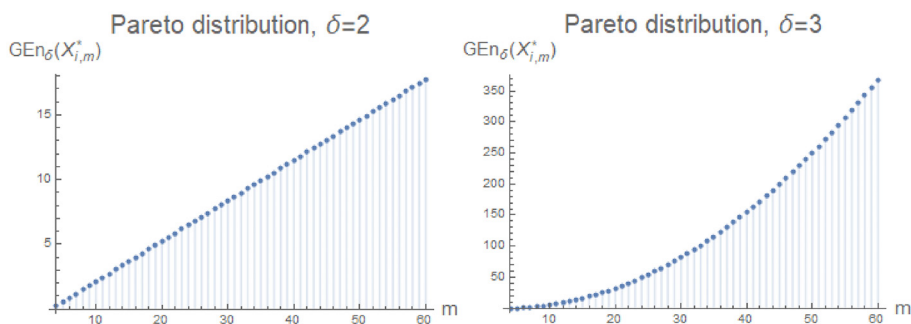 Pareto distribution, δ=2
GEn_δ(X*_{i,m})
15
10
5
10 20 30 40 50 60 m
Pareto distribution, δ=3
GEn_δ(X*_{i,m})
350
300
250
200
150
100
50
10 20 30 40 50 60 m